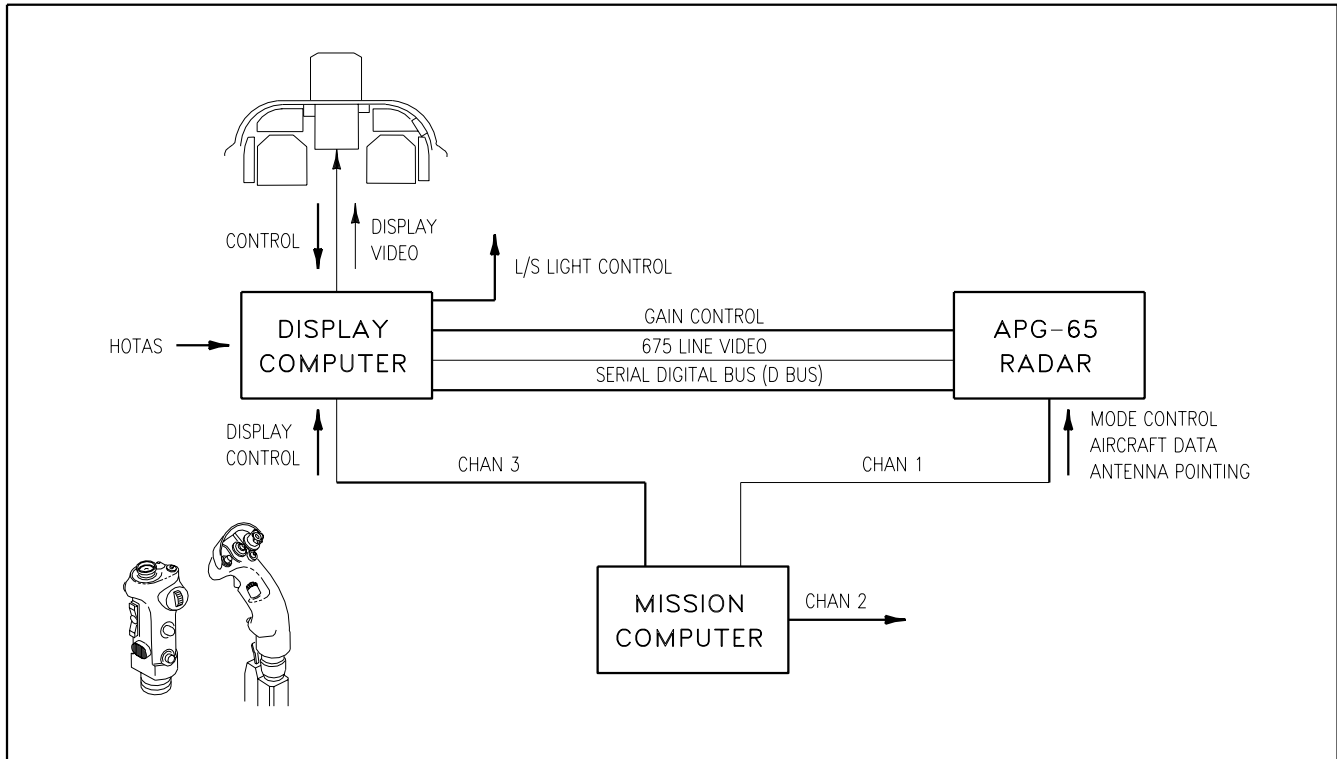 CONTROL
DISPLAY
VIDEO
L/S LIGHT CONTROL
HOTAS
DISPLAY
COMPUTER
GAIN CONTROL
675 LINE VIDEO
SERIAL DIGITAL BUS (D BUS)
APG-65
RADAR
DISPLAY
CONTROL
CHAN 3
CHAN 1
MODE CONTROL
AIRCRAFT DATA
ANTENNA POINTING
MISSION
COMPUTER
CHAN 2